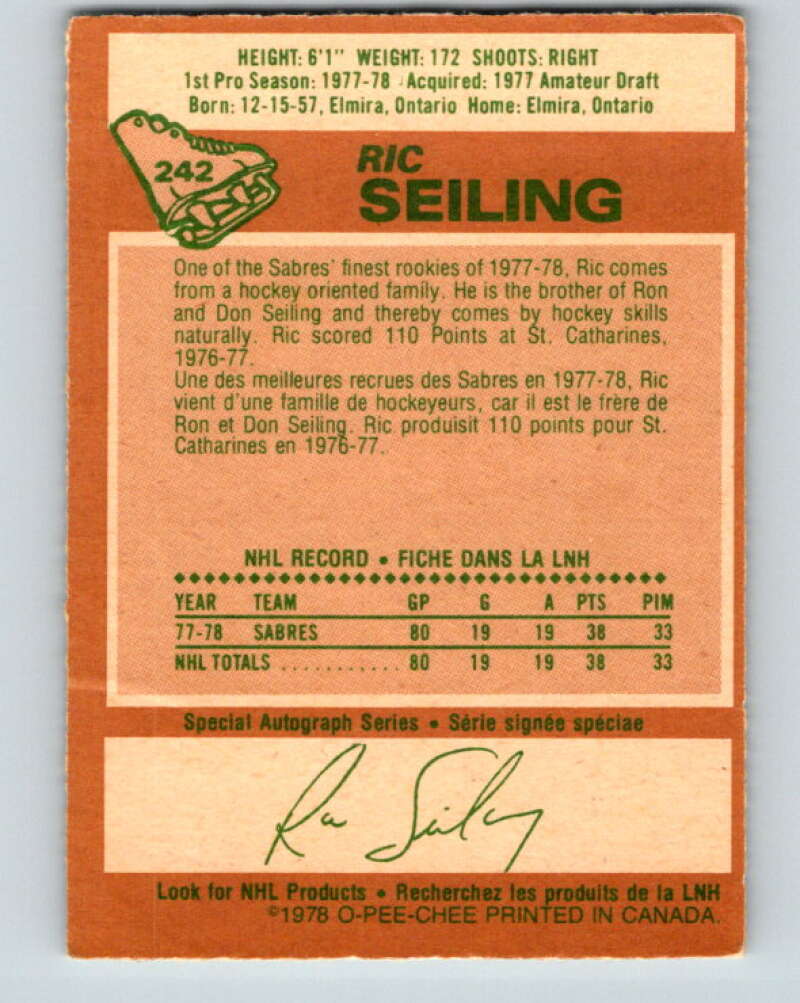 HEIGHT: 6'1" WEIGHT: 172 SHOOTS: RIGHT
1st Pro Season: 1977-78 Acquired: 1977 Amateur Draft
Born: 12-15-57, Elmira, Ontario Home: Elmira, Ontario
242
RIC
SEILING
One of the Sabres' finest rookies of 1977-78, Ric comes
from a hockey oriented family. He is the brother of Ron
and Don Seiling and thereby comes by hockey skills
naturally. Ric scored 110 Points at St. Catharines,
1976-77.
Une des meilleures recrues des Sabres en 1977-78, Ric
vient d'une famille de hockeyeurs, car il est le frère de
Ron et Don Seiling. Ric produisit 110 points pour St.
Catharines en 1976-77.
NHL RECORD • FICHE DANS LA LNH
YEAR TEAM GP G A PTS PIM
77-78 SABRES 80 19 19 38 33
NHL TOTALS ........... 80 19 19 38 33
Special Autograph Series • Série signée spéciae
Ric Seiling
Look for NHL Products • Recherchez les produits de la LNH
©1978 O-PEE-CHEE PRINTED IN CANADA.